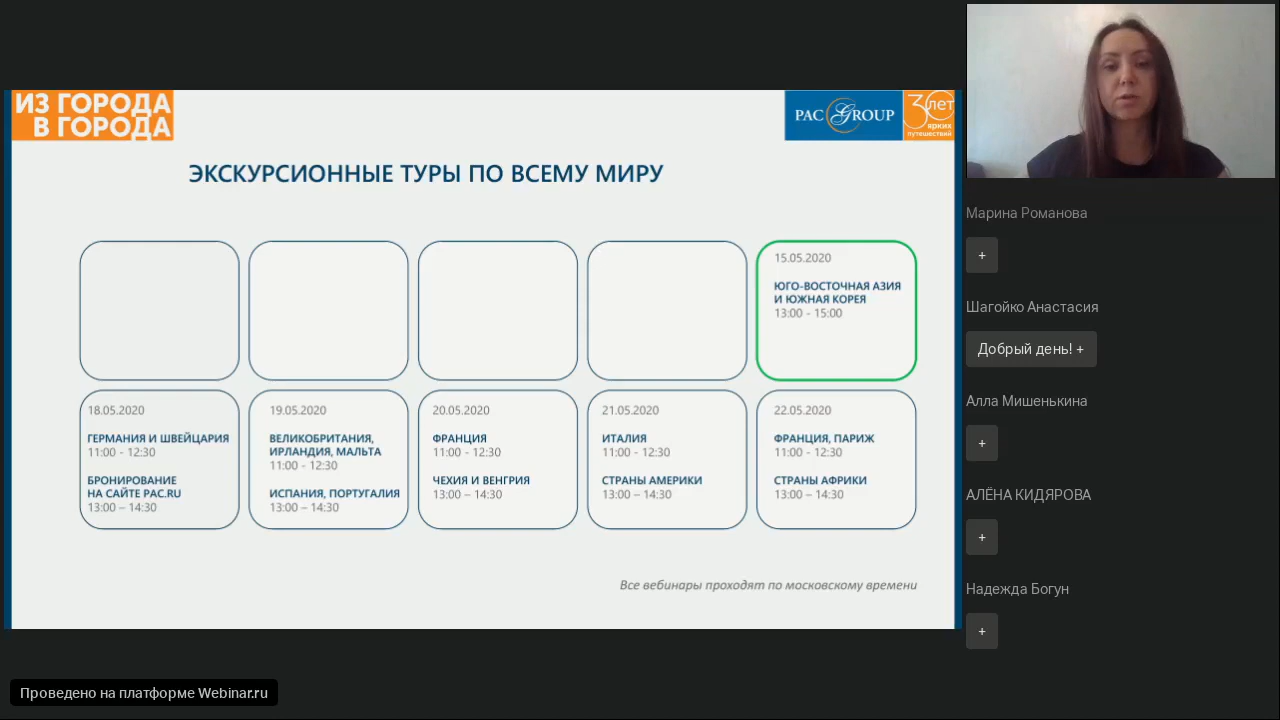 ИЗ ГОРОДА
В ГОРОДА
PAC GROUP
30 лет
ярких
путешествий
ЭКСКУРСИОННЫЕ ТУРЫ ПО ВСЕМУ МИРУ
15.05.2020
ЮГО-ВОСТОЧНАЯ АЗИЯ
И ЮЖНАЯ КОРЕЯ
13:00 - 15:00
18.05.2020
ГЕРМАНИЯ И ШВЕЙЦАРИЯ
11:00 - 12:30
БРОНИРОВАНИЕ
НА САЙТЕ PAC.RU
13:00 – 14:30
19.05.2020
ВЕЛИКОБРИТАНИЯ,
ИРЛАНДИЯ, МАЛЬТА
11:00 - 12:30
ИСПАНИЯ, ПОРТУГАЛИЯ
13:00 – 14:30
20.05.2020
ФРАНЦИЯ
11:00 - 12:30
ЧЕХИЯ И ВЕНГРИЯ
13:00 – 14:30
21.05.2020
ИТАЛИЯ
11:00 - 12:30
СТРАНЫ АМЕРИКИ
13:00 – 14:30
22.05.2020
ФРАНЦИЯ, ПАРИЖ
11:00 - 12:30
СТРАНЫ АФРИКИ
13:00 – 14:30
Все вебинары проходят по московскому времени
Марина Романова
+
Шагойко Анастасия
Добрый день! +
Алла Мишенькина
+
АЛЁНА КИДЯРОВА
+
Надежда Богун
+
Проведено на платформе Webinar.ru